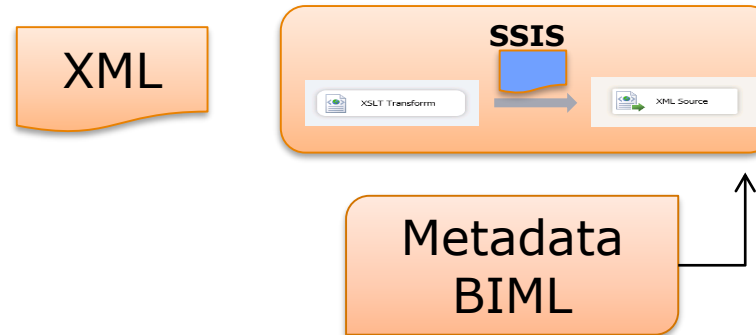 XML
SSIS
XSLT Transform
XML Source
Metadata
BIML